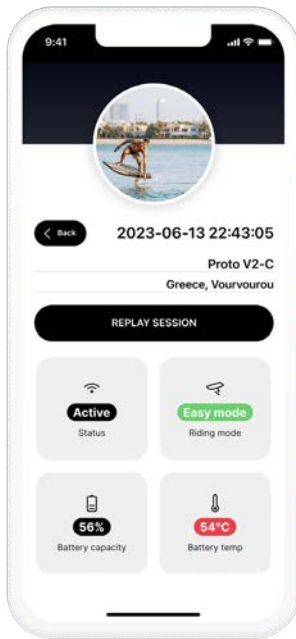 9:41
Back
2023-06-13 22:43:05
Proto V2-C
Greece, Vourvourou
REPLAY SESSION
Active
Status
Easy mode
Riding mode
56%
Battery capacity
54°C
Battery temp